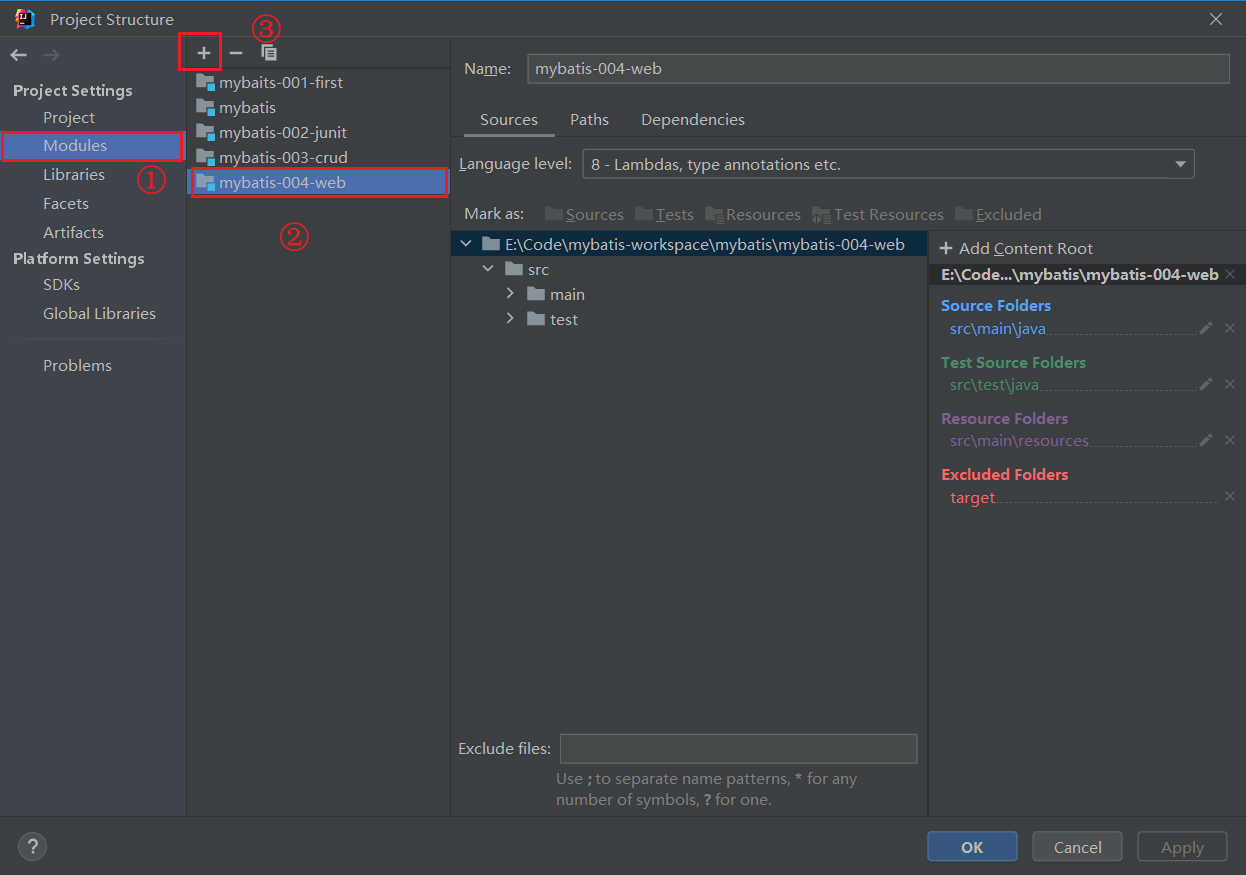 Project Structure
③
Project Settings
Project
Modules
Libraries
①
Facets
Artifacts
Platform Settings
SDKs
Global Libraries
Problems
mybaits-001-first
mybatis
mybatis-002-junit
mybatis-003-crud
mybatis-004-web
②
Name: mybatis-004-web
Sources Paths Dependencies
Language level: 8 - Lambdas, type annotations etc.
Mark as: Sources Tests Resources Test Resources Excluded
E:\Code\mybatis-workspace\mybatis\mybatis-004-web
src
main
test
Exclude files:
Use ; to separate name patterns, * for any
number of symbols, ? for one.
+ Add Content Root
E:\Code...\mybatis\mybatis-004-web
Source Folders
src\main\java
Test Source Folders
src\test\java
Resource Folders
src\main\resources
Excluded Folders
target
?
OK Cancel Apply